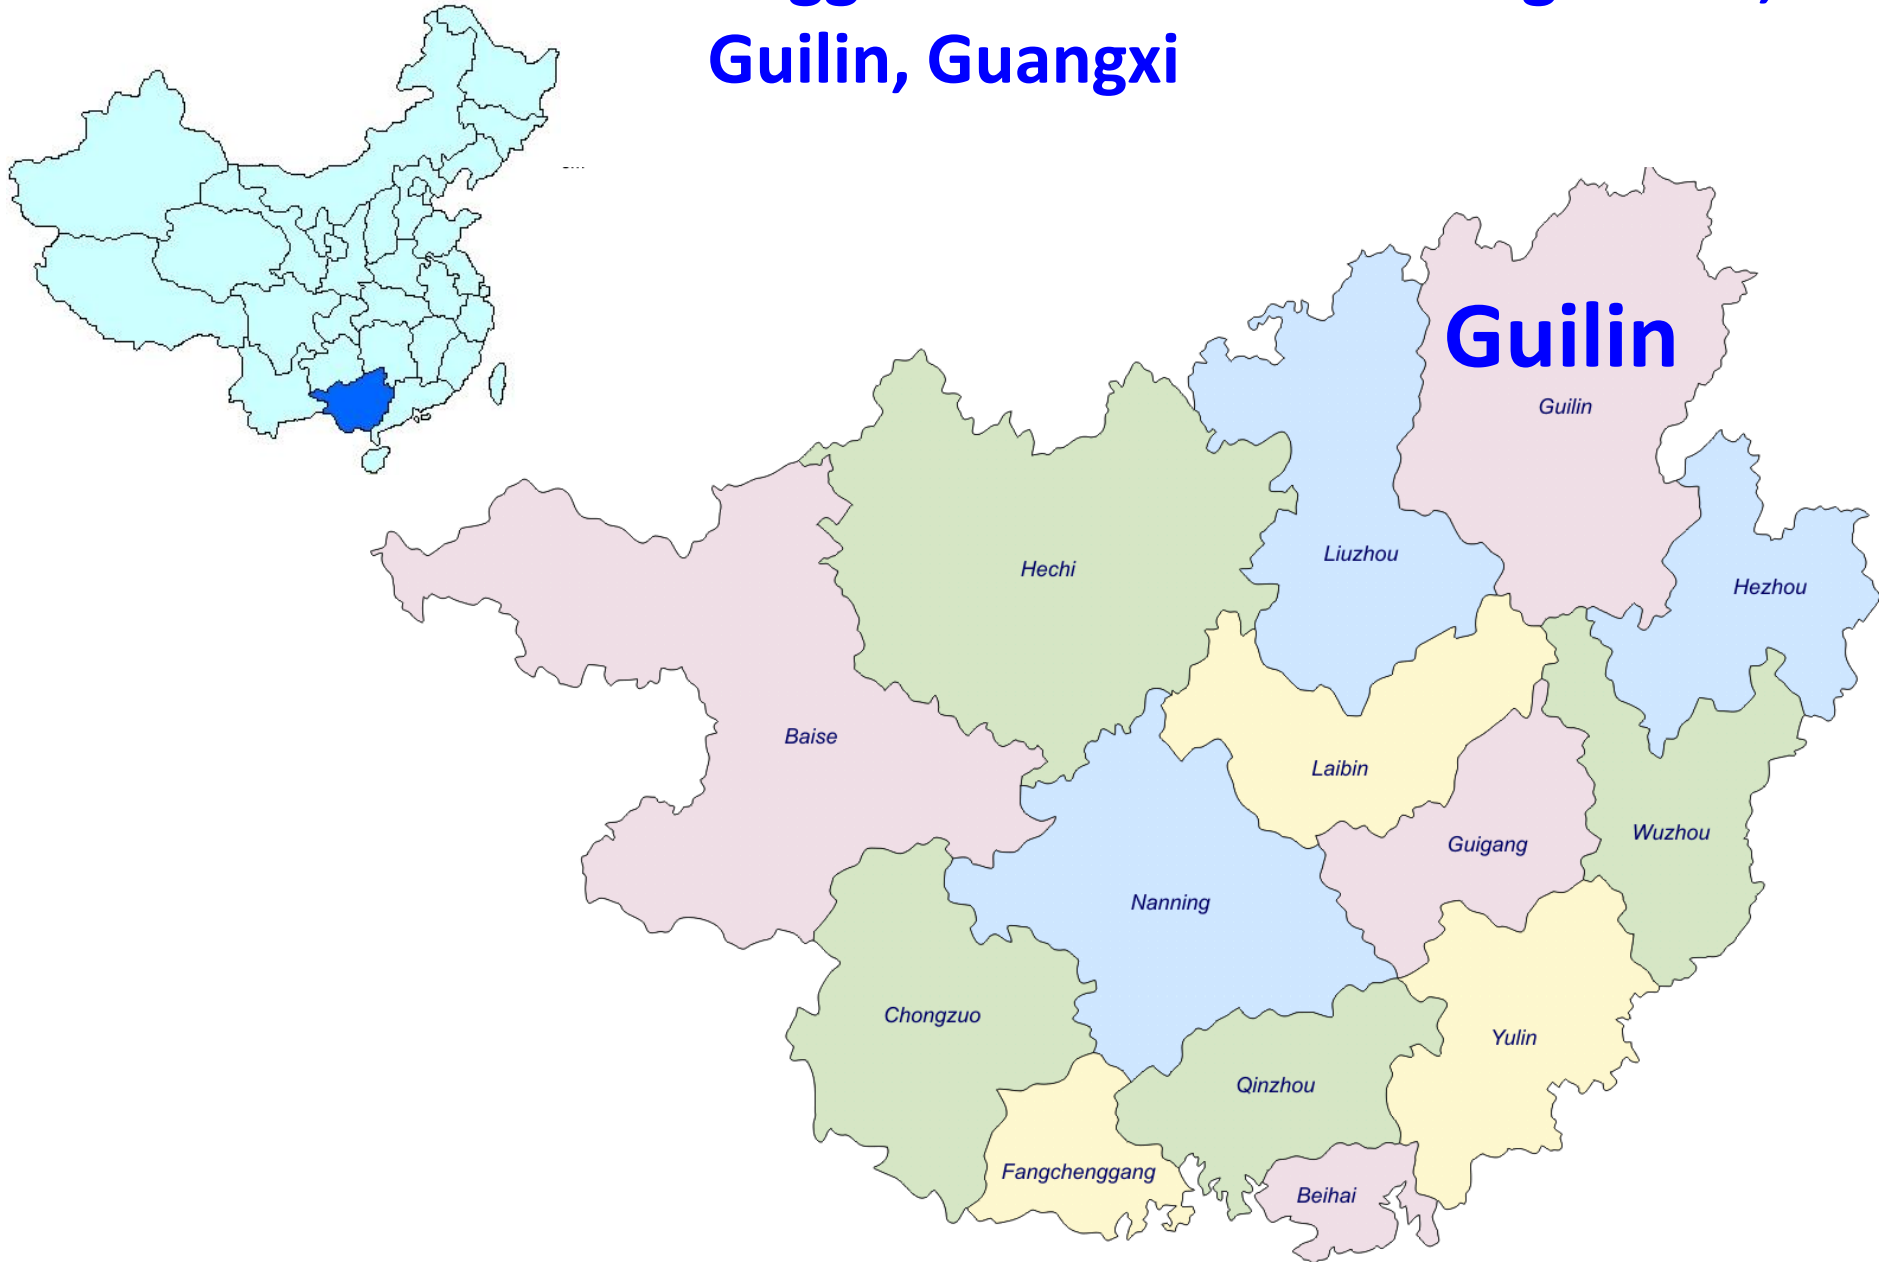 Guilin, Guangxi
Guilin
Guilin
Liuzhou
Hechi
Hezhou
Baise
Laibin
Wuzhou
Guigang
Nanning
Chongzuo
Yulin
Qinzhou
Fangchenggang
Beihai